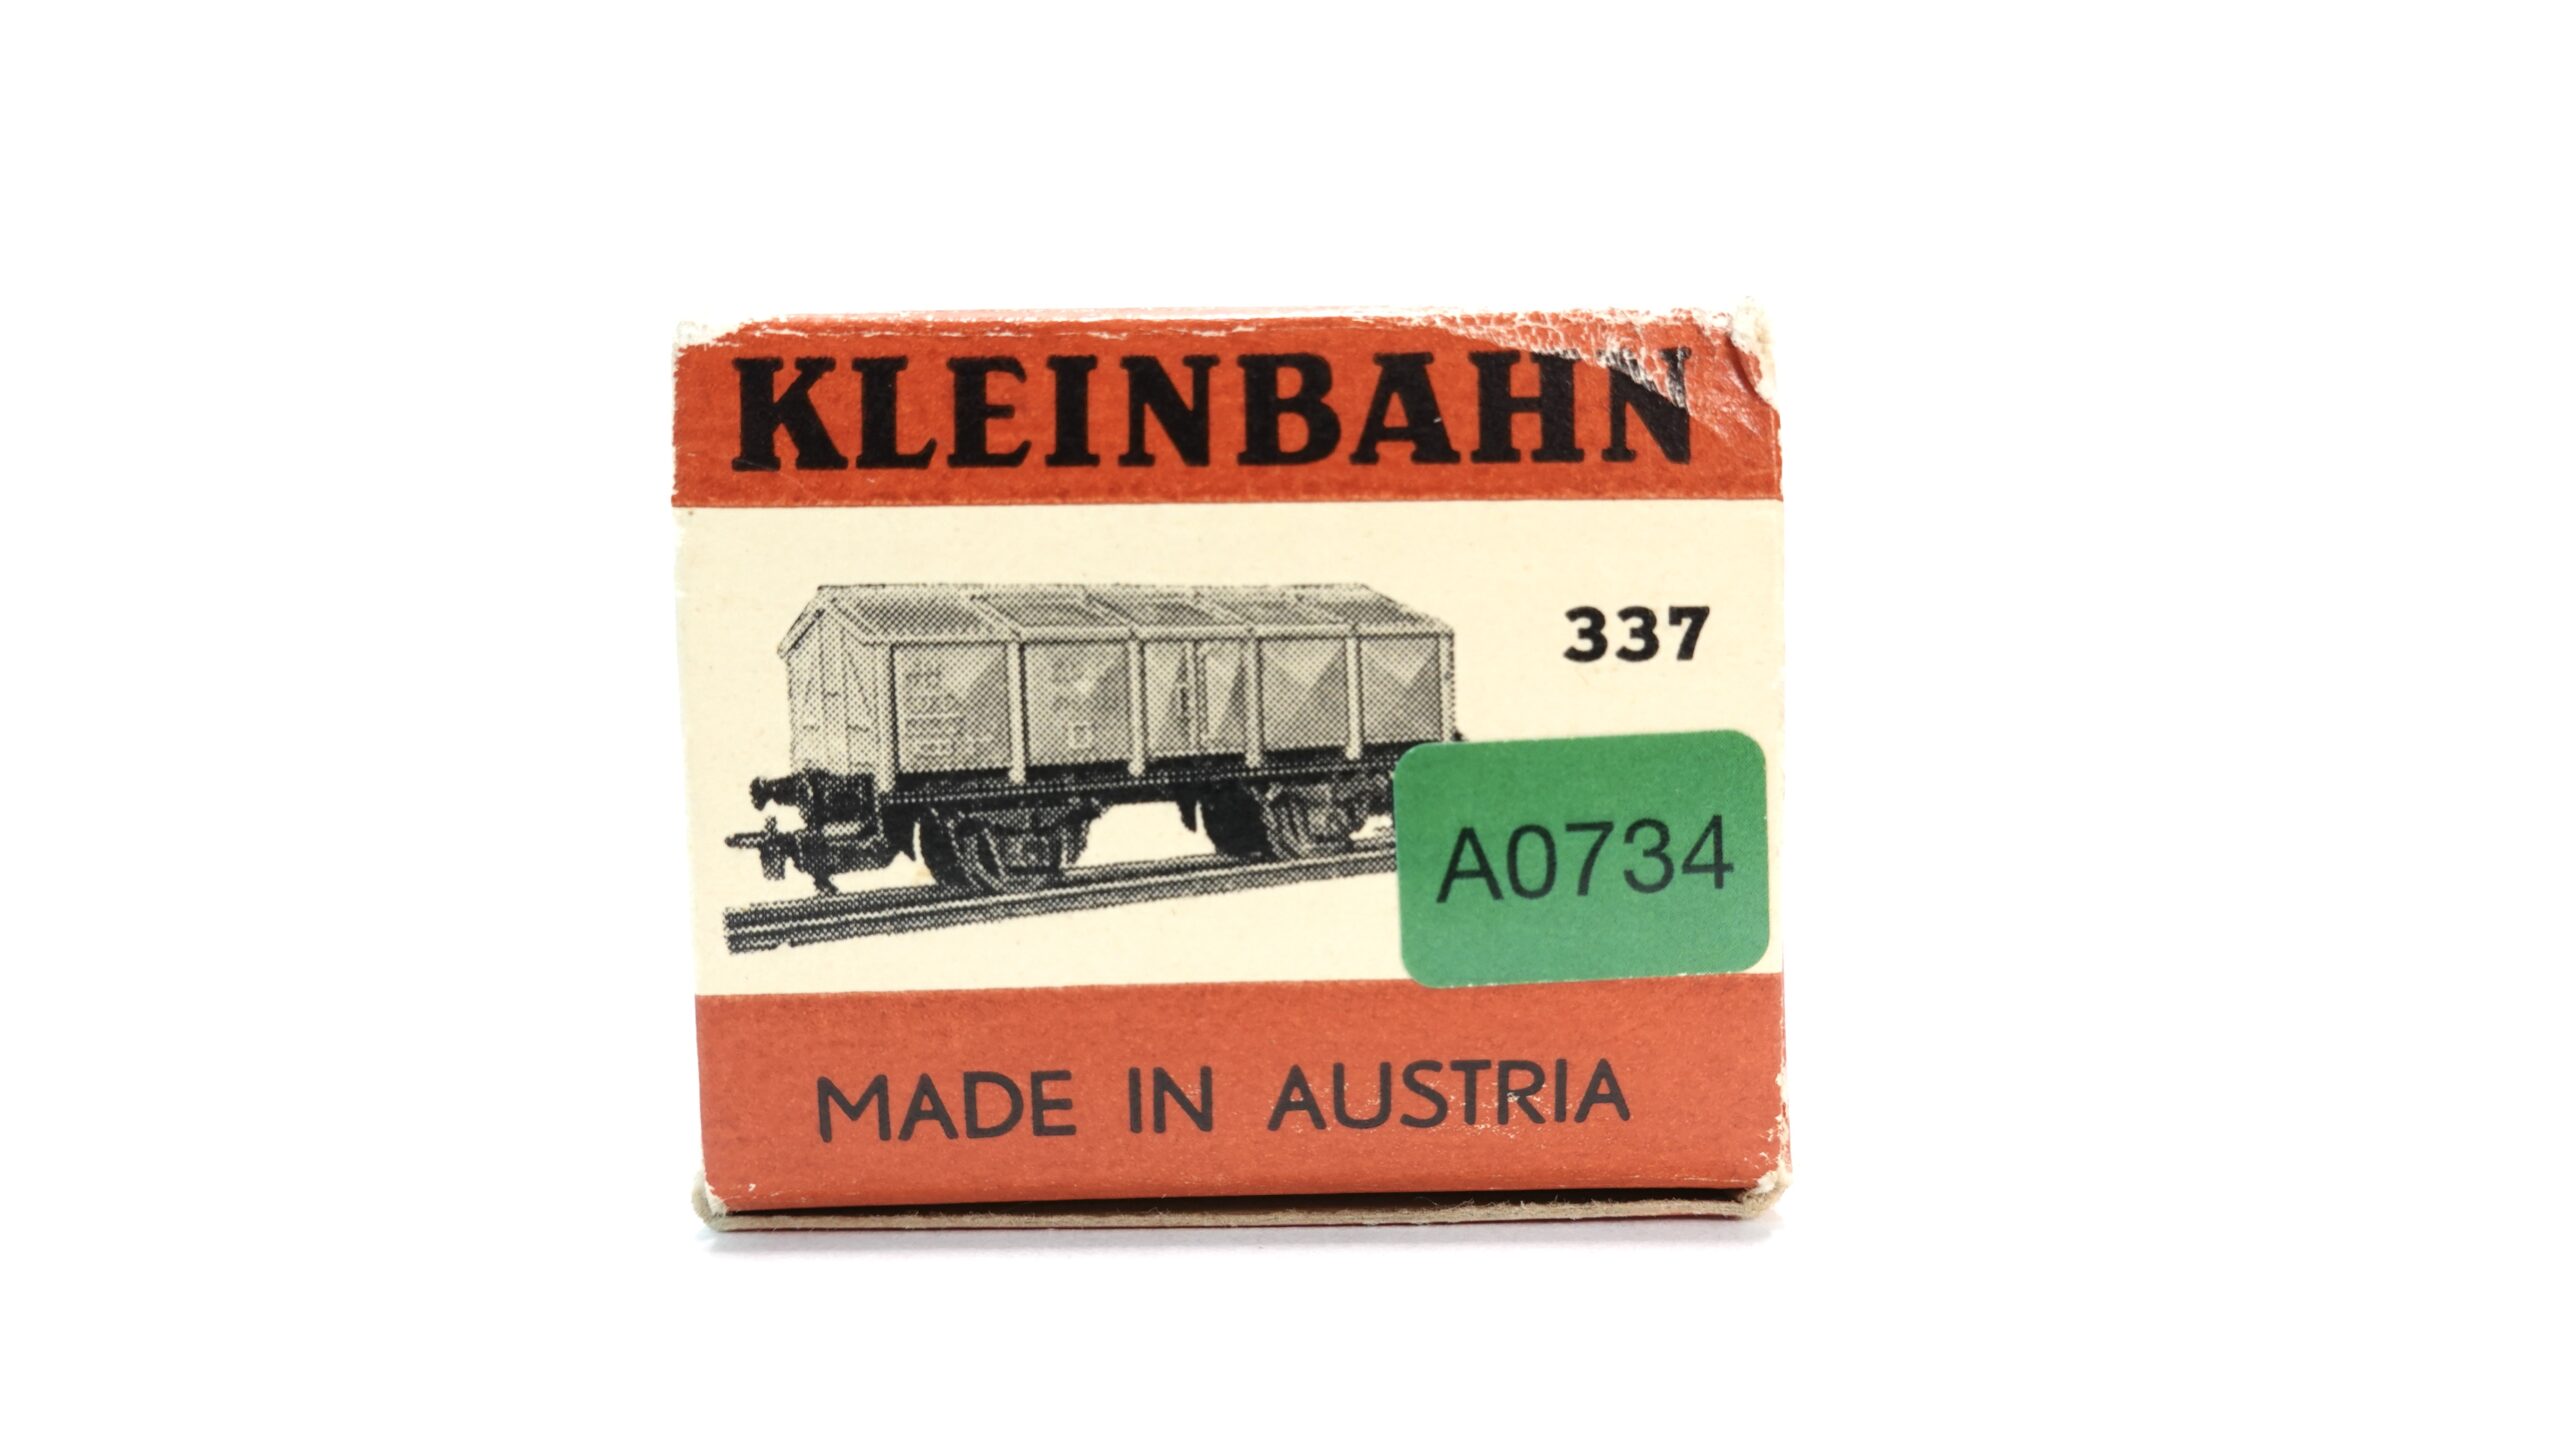 KLEINBAHN
337
A0734
MADE IN AUSTRIA